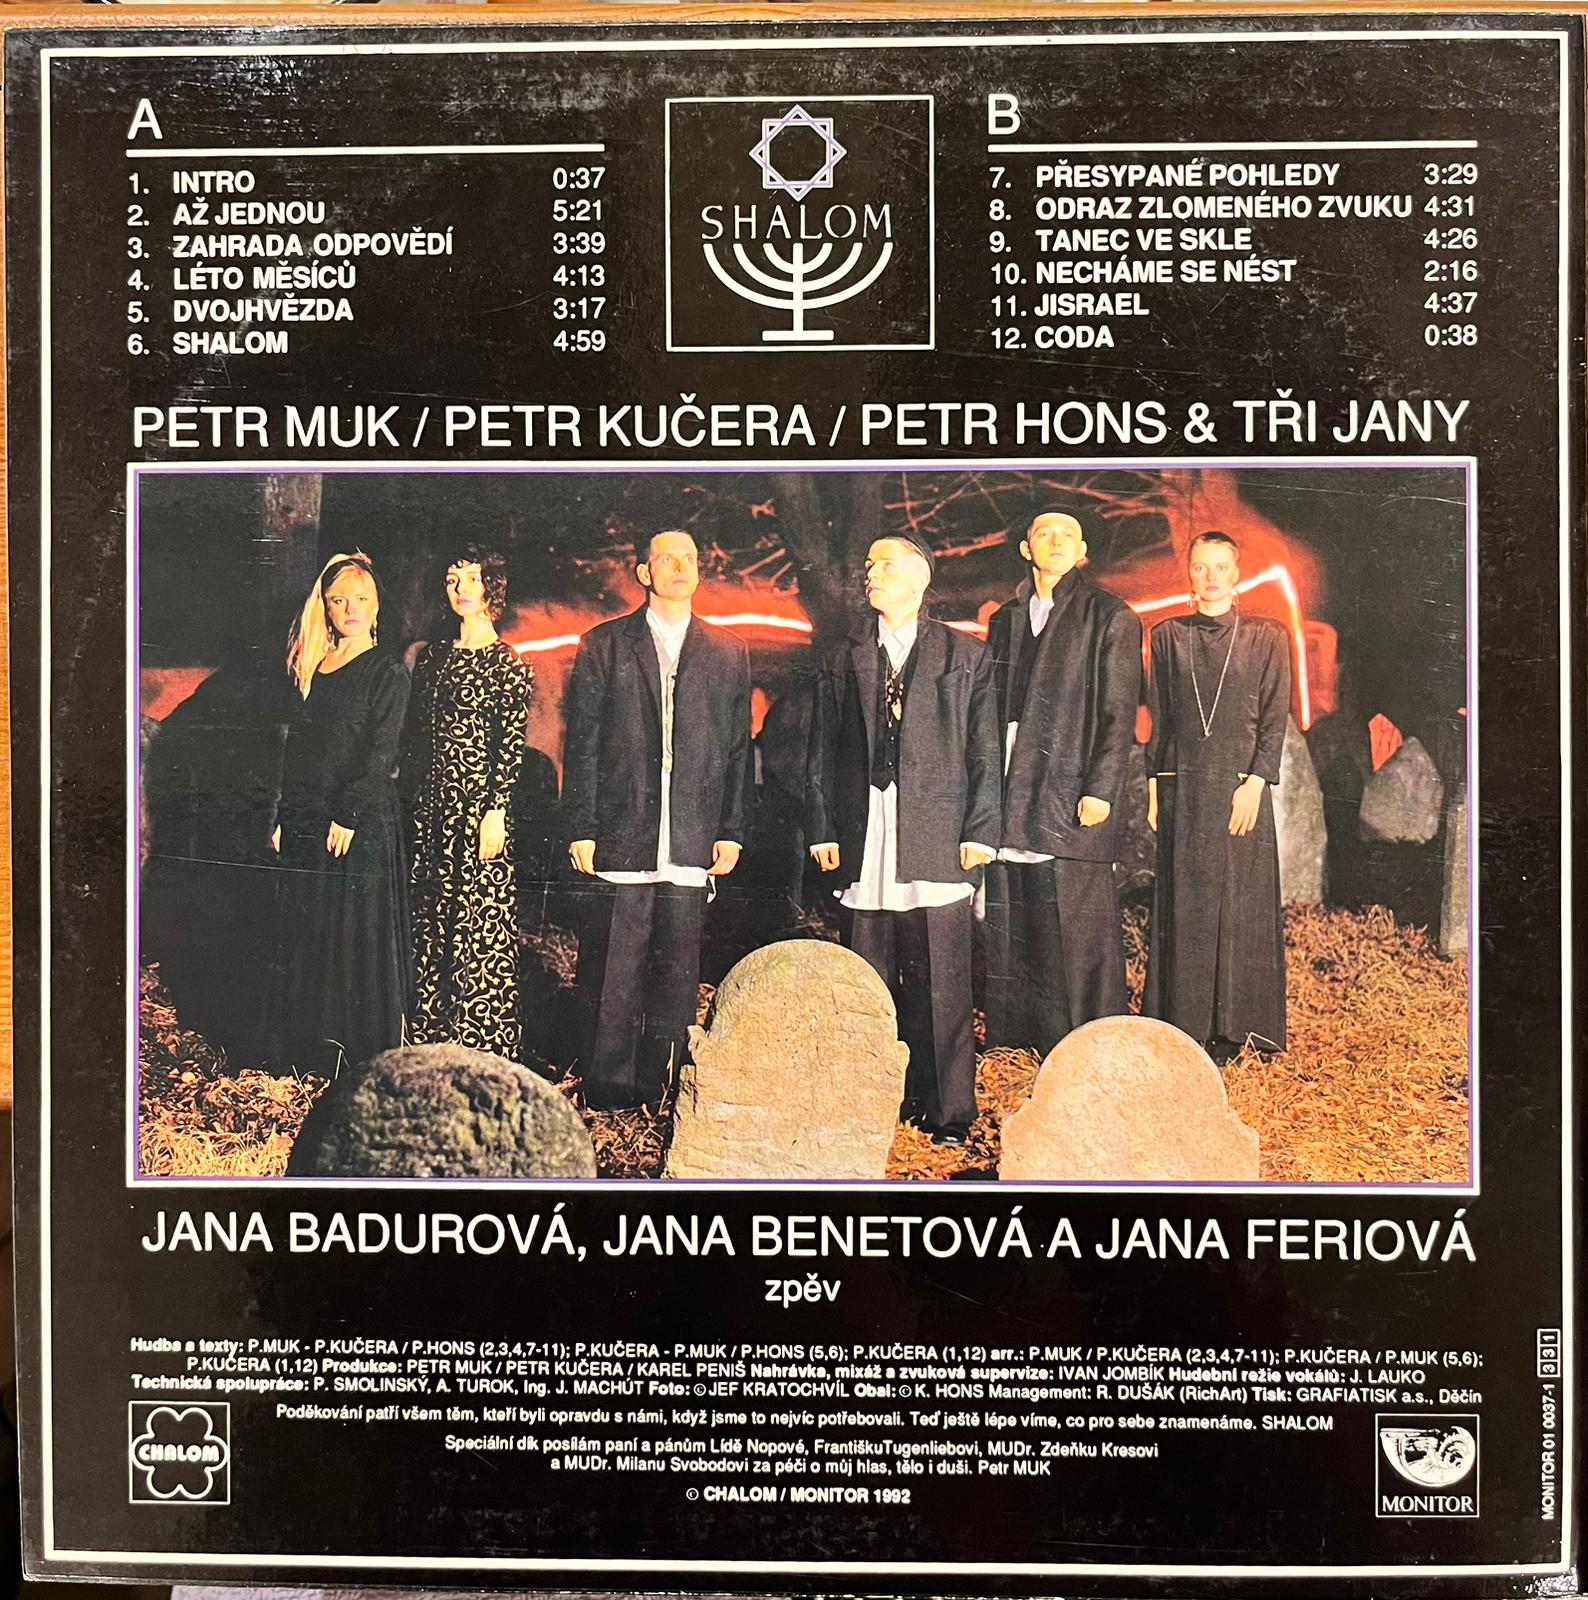 A
1. INTRO 0:37
2. AŽ JEDNOU 5:21
3. ZAHRADA ODPOVĚDÍ 3:39
4. LÉTO MĚSÍCŮ 4:13
5. DVOJHVĚZDA 3:17
6. SHALOM 4:59
SHALOM
B
7. PŘESYPANÉ POHLEDY 3:29
8. ODRAZ ZLOMENÉHO ZVUKU 4:31
9. TANEC VE SKLE 4:26
10. NECHÁME SE NÉST 2:16
11. JISRAEL 4:37
12. CODA 0:38
PETR MUK / PETR KUČERA / PETR HONS & TŘI JANY
JANA BADUROVÁ, JANA BENETOVÁ A JANA FERIOVÁ
zpěv
Hudba a texty: P.MUK - P.KUČERA / P.HONS (2,3,4,7-11); P.KUČERA - P.MUK / P.HONS (5,6); P.KUČERA (1,12) arr.: P.MUK / P.KUČERA (2,3,4,7-11); P.KUČERA / P.MUK (5,6);
P.KUČERA (1,12) Produkce: PETR MUK / PETR KUČERA / KAREL PENIŠ Nahrávka, mixáž a zvuková supervize: IVAN JOMBÍK Hudební režie vokálů: J. LAUKO
Technická spolupráce: P. SMOLINSKÝ, A. TUROK, Ing. J. MACHÚT Foto: © JEF KRATOCHVÍL Obal: © K. HONS Management: R. DUŠÁK (RichArt) Tisk: GRAFIATISK a.s., Děčín
Poděkování patří všem těm, kteří byli opravdu s námi, když jsme to nejvíc potřebovali. Teď ještě lépe víme, co pro sebe znamenáme. SHALOM
Speciální dík posílám paní a pánům Lídě Nopové, FrantiškuTugenliebovi, MUDr. Zdeňku Kresovi
a MUDr. Milanu Svobodovi za péči o můj hlas, tělo i duši. Petr MUK
© CHALOM / MONITOR 1992
CHALOM
MONITOR
MONITOR 01 0037-1 331